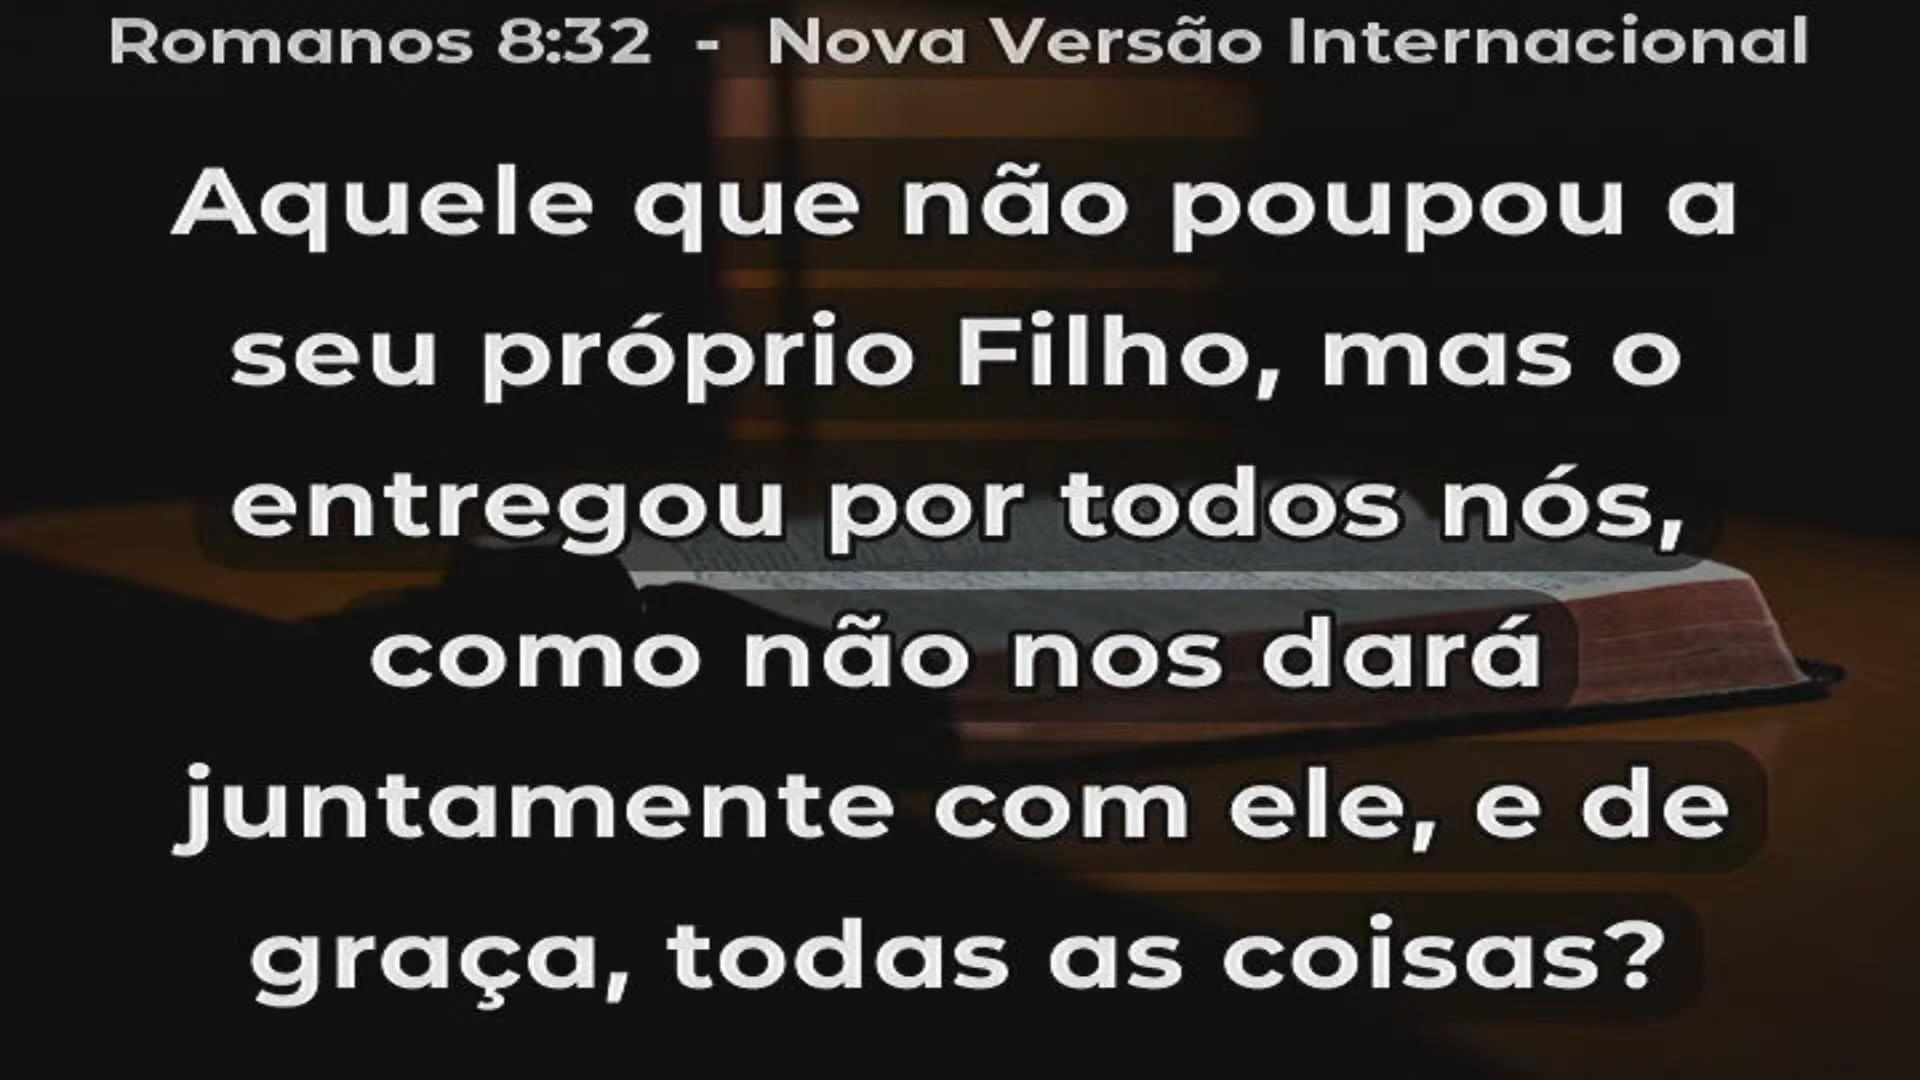 Romanos 8:32 - Nova Versão Internacional
Aquele que não poupou a
seu próprio Filho, mas o
entregou por todos nós,
como não nos dará
juntamente com ele, e de
graça, todas as coisas?